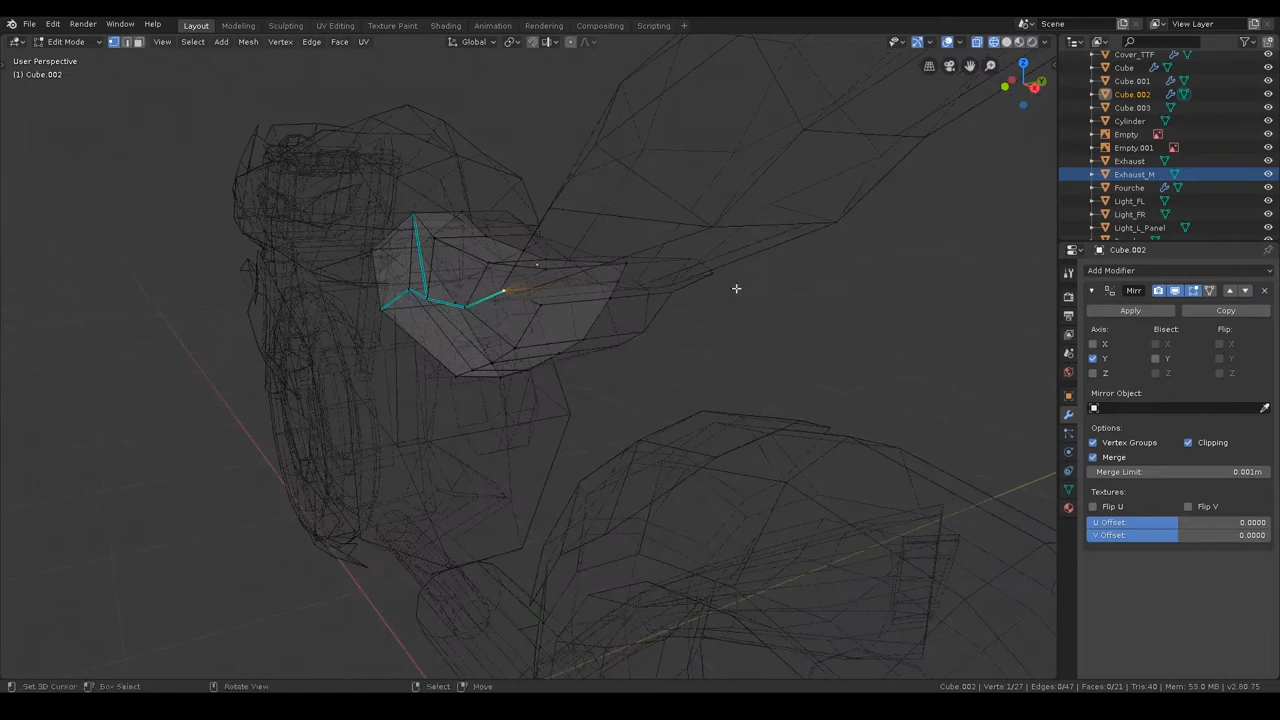 File Edit Render Window Help Layout Modeling Sculpting UV Editing Texture Paint Shading Animation Rendering Compositing Scripting + Scene View Layer
Edit Mode View Select Add Mesh Vertex Edge Face UV Global
User Perspective
(1) Cube.002
Z
Y
X
Cover_TTF
Cube
Cube.001
Cube.002
Cube.003
Cylinder
Empty
Empty.001
Exhaust
Exhaust_M
Fourche
Light_FL
Light_FR
Light_L_Panel
Cube.002
Add Modifier
Mirr
Apply Copy
Axis: Bisect: Flip:
X X X
Y Y Y
Z Z Z
Mirror Object:
Options:
Vertex Groups Clipping
Merge
Merge Limit: 0.001m
Textures:
Flip U Flip V
U Offset: 0.0000
V Offset: 0.0000
Set 3D Cursor Box Select Rotate View Select Move Cube.002 | Verts:1/27 | Edges:0/47 | Faces:0/21 | Tris:40 | Mem: 53.0 MB | v2.80.75